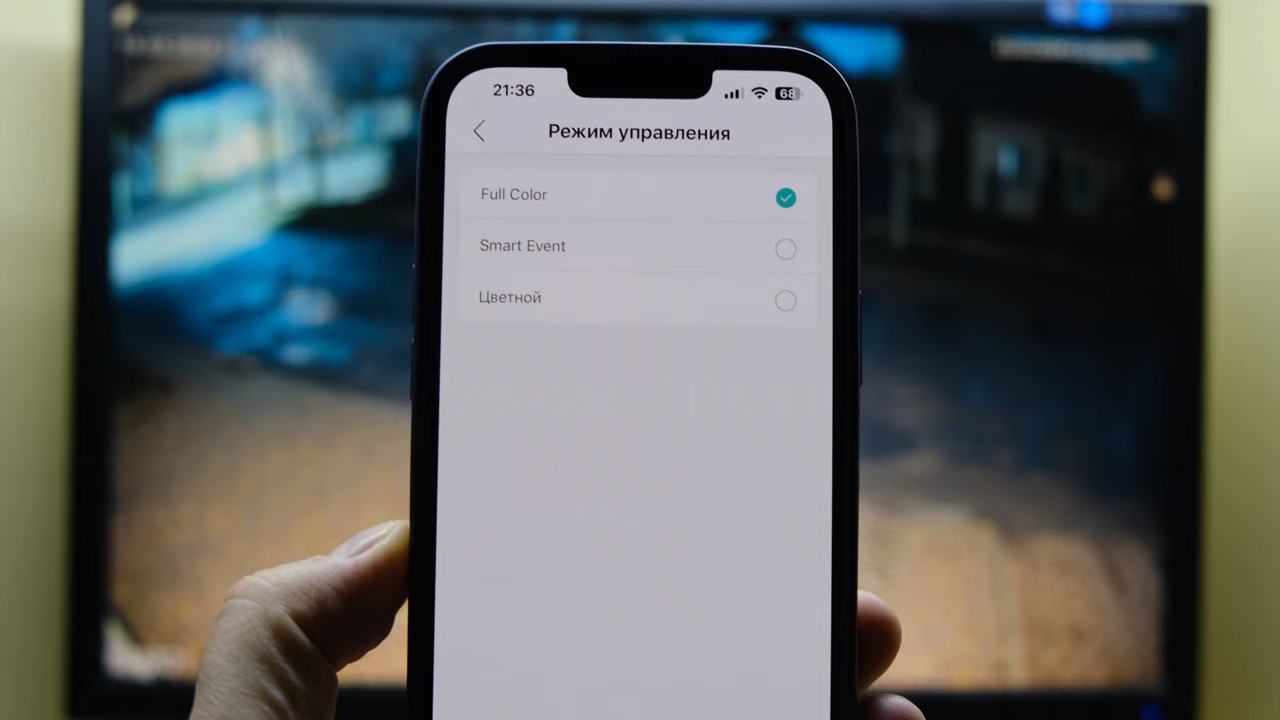 21:36
68
Режим управления
Full Color
Smart Event
Цветной